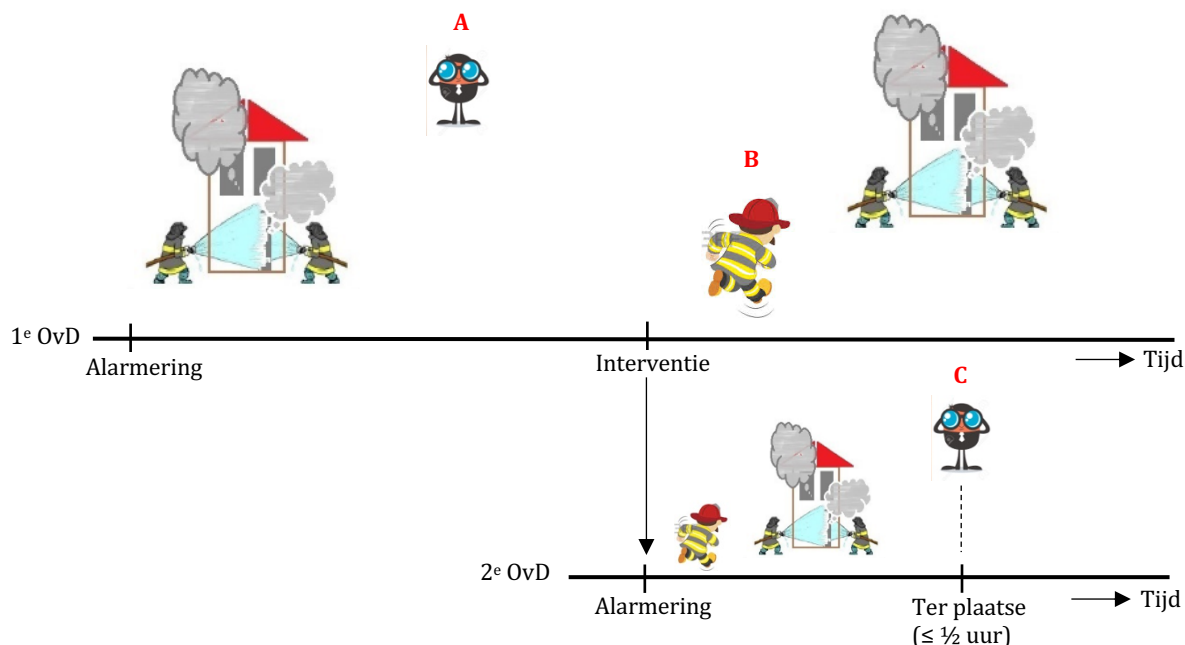 A
B
1e OvD
Alarmering
Interventie
Tijd
C
2e OvD
Alarmering
Ter plaatse
(≤ ½ uur)
Tijd